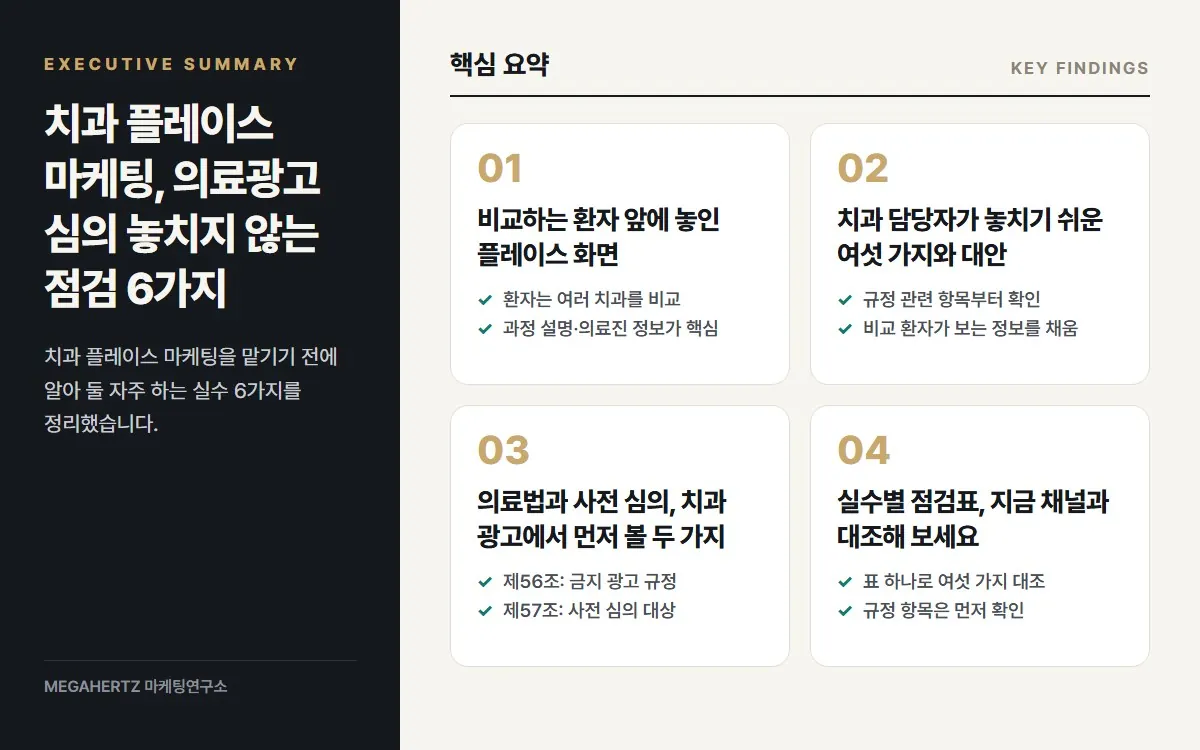 EXECUTIVE SUMMARY
치과 플레이스
마케팅, 의료광고
심의 놓치지 않는
점검 6가지
치과 플레이스 마케팅을 맡기기 전에
알아 둘 자주 하는 실수 6가지를
정리했습니다.
MEGAHERTZ 마케팅연구소
핵심 요약
KEY FINDINGS
01
비교하는 환자 앞에 놓인
플레이스 화면
환자는 여러 치과를 비교
과정 설명·의료진 정보가 핵심
02
치과 담당자가 놓치기 쉬운
여섯 가지와 대안
규정 관련 항목부터 확인
비교 환자가 보는 정보를 채움
03
의료법과 사전 심의, 치과
광고에서 먼저 볼 두 가지
제56조: 금지 광고 규정
제57조: 사전 심의 대상
04
실수별 점검표, 지금 채널과
대조해 보세요
표 하나로 여섯 가지 대조
규정 항목은 먼저 확인